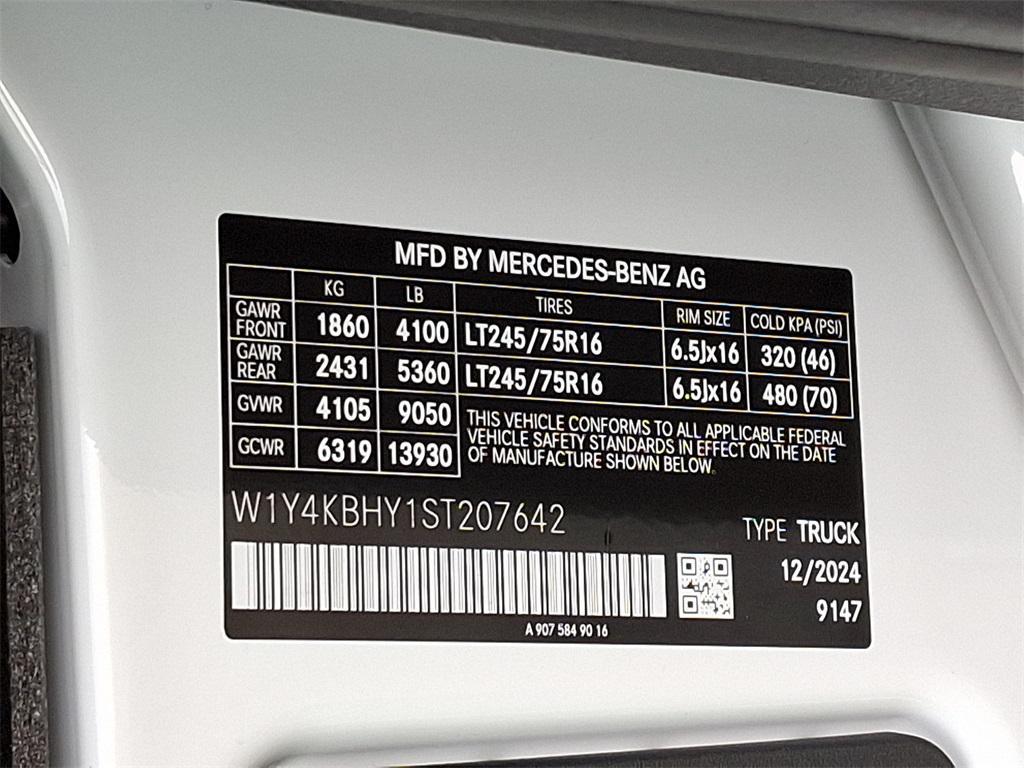 MFD BY MERCEDES-BENZ AG
KG LB TIRES RIM SIZE COLD KPA (PSI)
GAWR FRONT 1860 4100 LT245/75R16 6.5Jx16 320 (46)
GAWR REAR 2431 5360 LT245/75R16 6.5Jx16 480 (70)
GVWR 4105 9050
GCWR 6319 13930
THIS VEHICLE CONFORMS TO ALL APPLICABLE FEDERAL
VEHICLE SAFETY STANDARDS IN EFFECT ON THE DATE
OF MANUFACTURE SHOWN BELOW.
W1Y4KBHY1ST207642
TYPE TRUCK
12/2024
9147
A 907 584 90 16